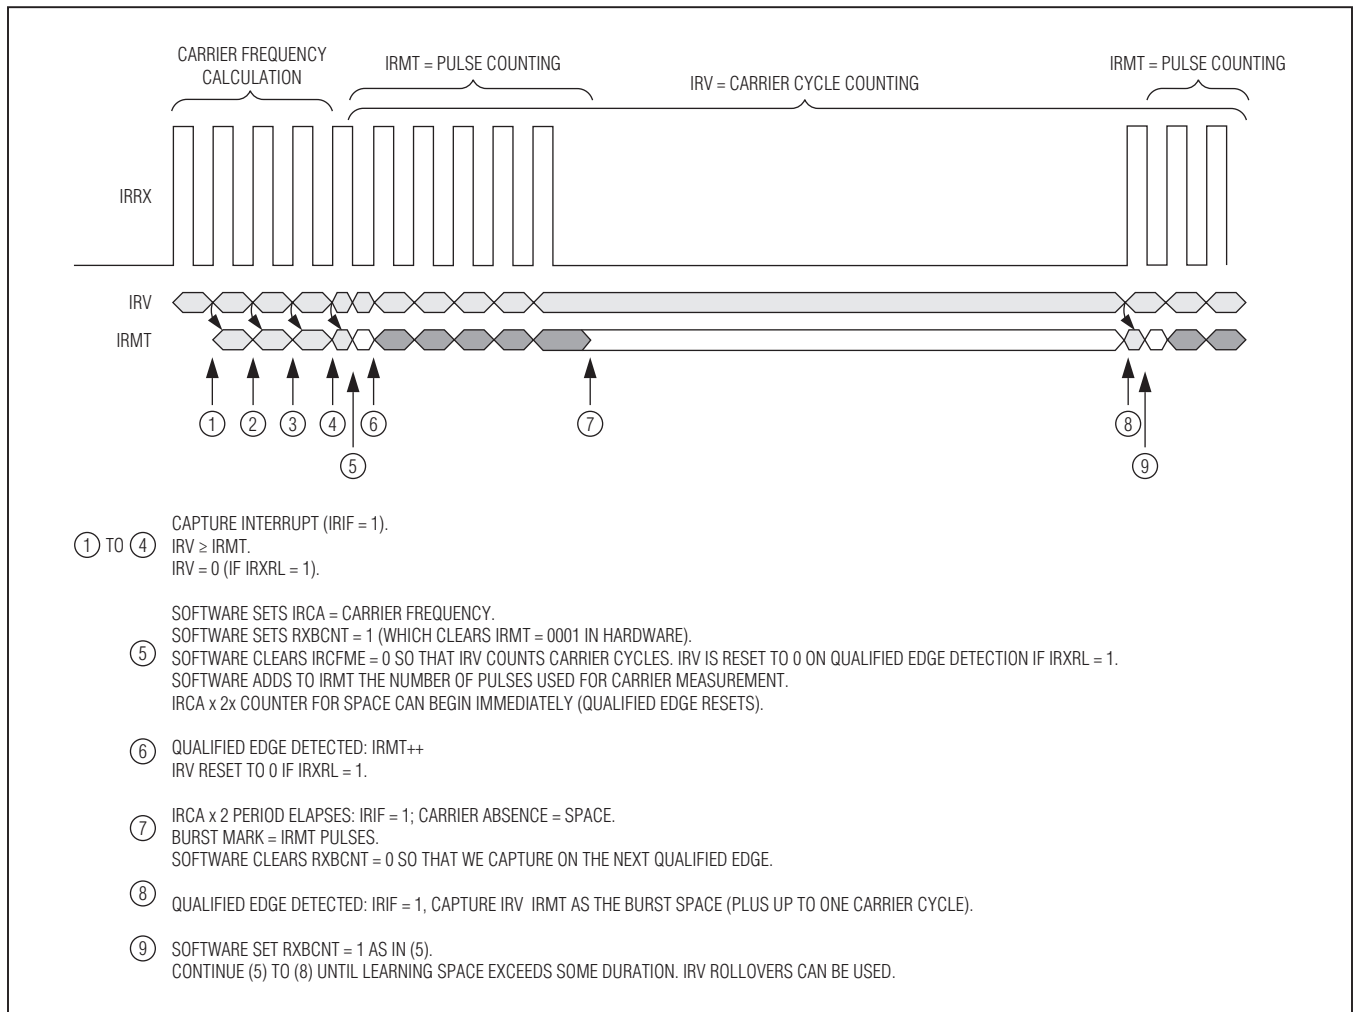 CARRIER FREQUENCY
CALCULATION
IRMT = PULSE COUNTING
IRV = CARRIER CYCLE COUNTING
IRMT = PULSE COUNTING
IRRX
IRV
IRMT
1 2 3 4 6 7 8
5 9
1 TO 4
CAPTURE INTERRUPT (IRIF = 1).
IRV ≥ IRMT.
IRV = 0 (IF IRXRL = 1).
5
SOFTWARE SETS IRCA = CARRIER FREQUENCY.
SOFTWARE SETS RXBCNT = 1 (WHICH CLEARS IRMT = 0001 IN HARDWARE).
SOFTWARE CLEARS IRCFME = 0 SO THAT IRV COUNTS CARRIER CYCLES. IRV IS RESET TO 0 ON QUALIFIED EDGE DETECTION IF IRXRL = 1.
SOFTWARE ADDS TO IRMT THE NUMBER OF PULSES USED FOR CARRIER MEASUREMENT.
IRCA x 2x COUNTER FOR SPACE CAN BEGIN IMMEDIATELY (QUALIFIED EDGE RESETS).
6
QUALIFIED EDGE DETECTED: IRMT++
IRV RESET TO 0 IF IRXRL = 1.
7
IRCA x 2 PERIOD ELAPSES: IRIF = 1; CARRIER ABSENCE = SPACE.
BURST MARK = IRMT PULSES.
SOFTWARE CLEARS RXBCNT = 0 SO THAT WE CAPTURE ON THE NEXT QUALIFIED EDGE.
8
QUALIFIED EDGE DETECTED: IRIF = 1, CAPTURE IRV IRMT AS THE BURST SPACE (PLUS UP TO ONE CARRIER CYCLE).
9
SOFTWARE SET RXBCNT = 1 AS IN (5).
CONTINUE (5) TO (8) UNTIL LEARNING SPACE EXCEEDS SOME DURATION. IRV ROLLOVERS CAN BE USED.